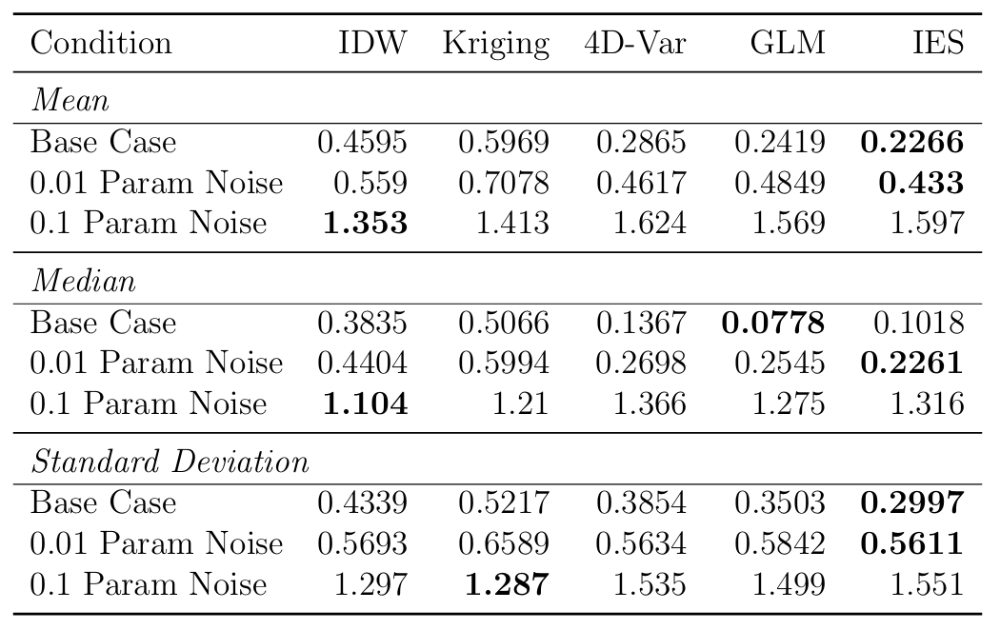 Condition IDW Kriging 4D-Var GLM IES
Mean
Base Case 0.4595 0.5969 0.2865 0.2419 0.2266
0.01 Param Noise 0.559 0.7078 0.4617 0.4849 0.433
0.1 Param Noise 1.353 1.413 1.624 1.569 1.597
Median
Base Case 0.3835 0.5066 0.1367 0.0778 0.1018
0.01 Param Noise 0.4404 0.5994 0.2698 0.2545 0.2261
0.1 Param Noise 1.104 1.21 1.366 1.275 1.316
Standard Deviation
Base Case 0.4339 0.5217 0.3854 0.3503 0.2997
0.01 Param Noise 0.5693 0.6589 0.5634 0.5842 0.5611
0.1 Param Noise 1.297 1.287 1.535 1.499 1.551